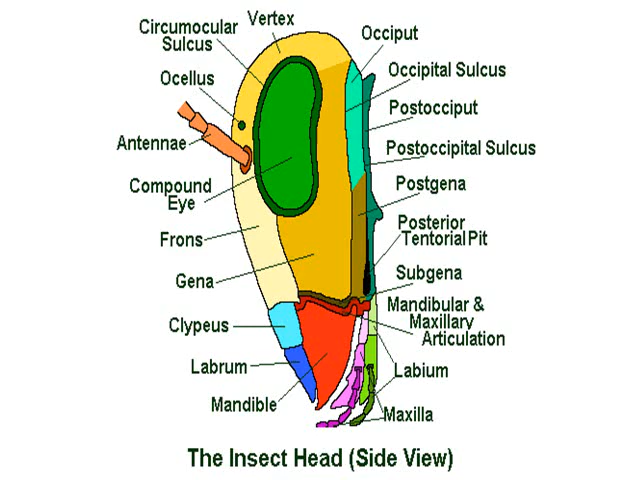 Vertex
Circumocular
Sulcus
Occiput
Ocellus
Occipital Sulcus
Postocciput
Antennae
Postoccipital Sulcus
Compound
Eye
Postgena
Frons
Posterior
Tentorial Pit
Gena
Subgena
Clypeus
Mandibular &
Maxillary
Articulation
Labrum
Labium
Mandible
Maxilla
The Insect Head (Side View)